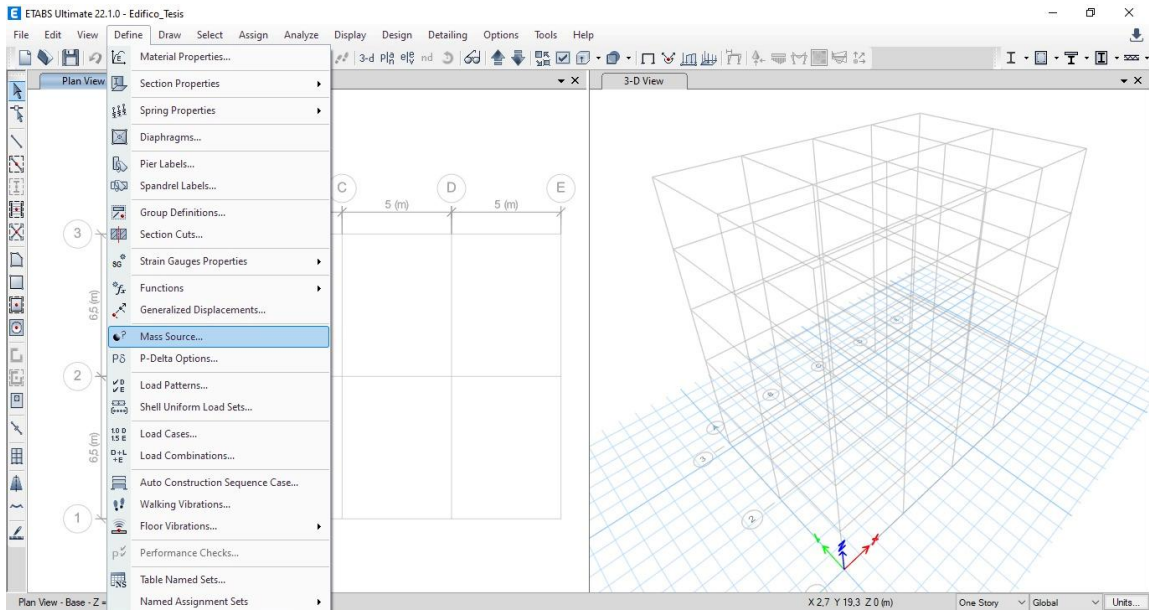 ETABS Ultimate 22.1.0 - Edifico_Tesis
File Edit View Define Draw Select Assign Analyze Display Design Detailing Options Tools Help
3-d nd
Plan View
3-D View
Material Properties...
Section Properties
Spring Properties
Diaphragms...
Pier Labels...
Spandrel Labels...
Group Definitions...
Section Cuts...
Strain Gauges Properties
Functions
Generalized Displacements...
Mass Source...
P-Delta Options...
Load Patterns...
Shell Uniform Load Sets...
Load Cases...
Load Combinations...
Auto Construction Sequence Case...
Walking Vibrations...
Floor Vibrations...
Performance Checks...
Table Named Sets...
Named Assignment Sets
C D E
5 (m) 5 (m)
3
6,5 (m)
2
6,5 (m)
1
3
2
Plan View - Base - Z =
X 2,7 Y 19,3 Z 0 (m)
One Story
Global
Units...